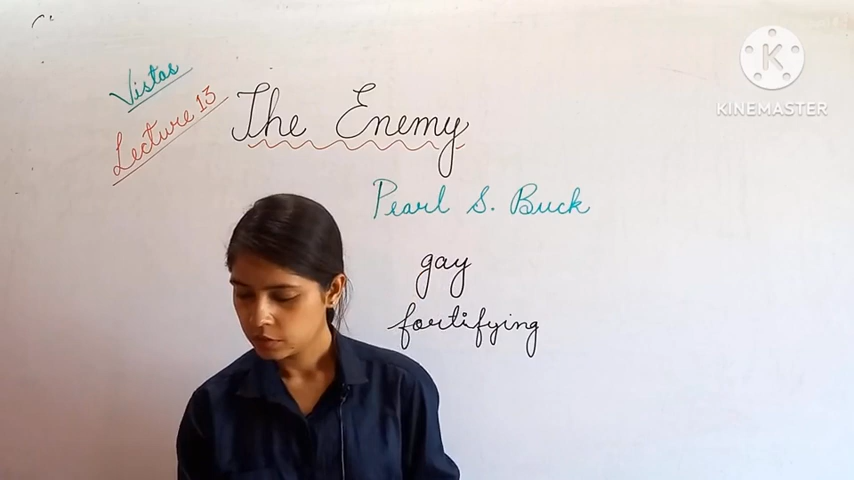 Vistas
Lecture 13
The Enemy
Pearl S. Buck
gay
fortifying
K
KINEMASTER